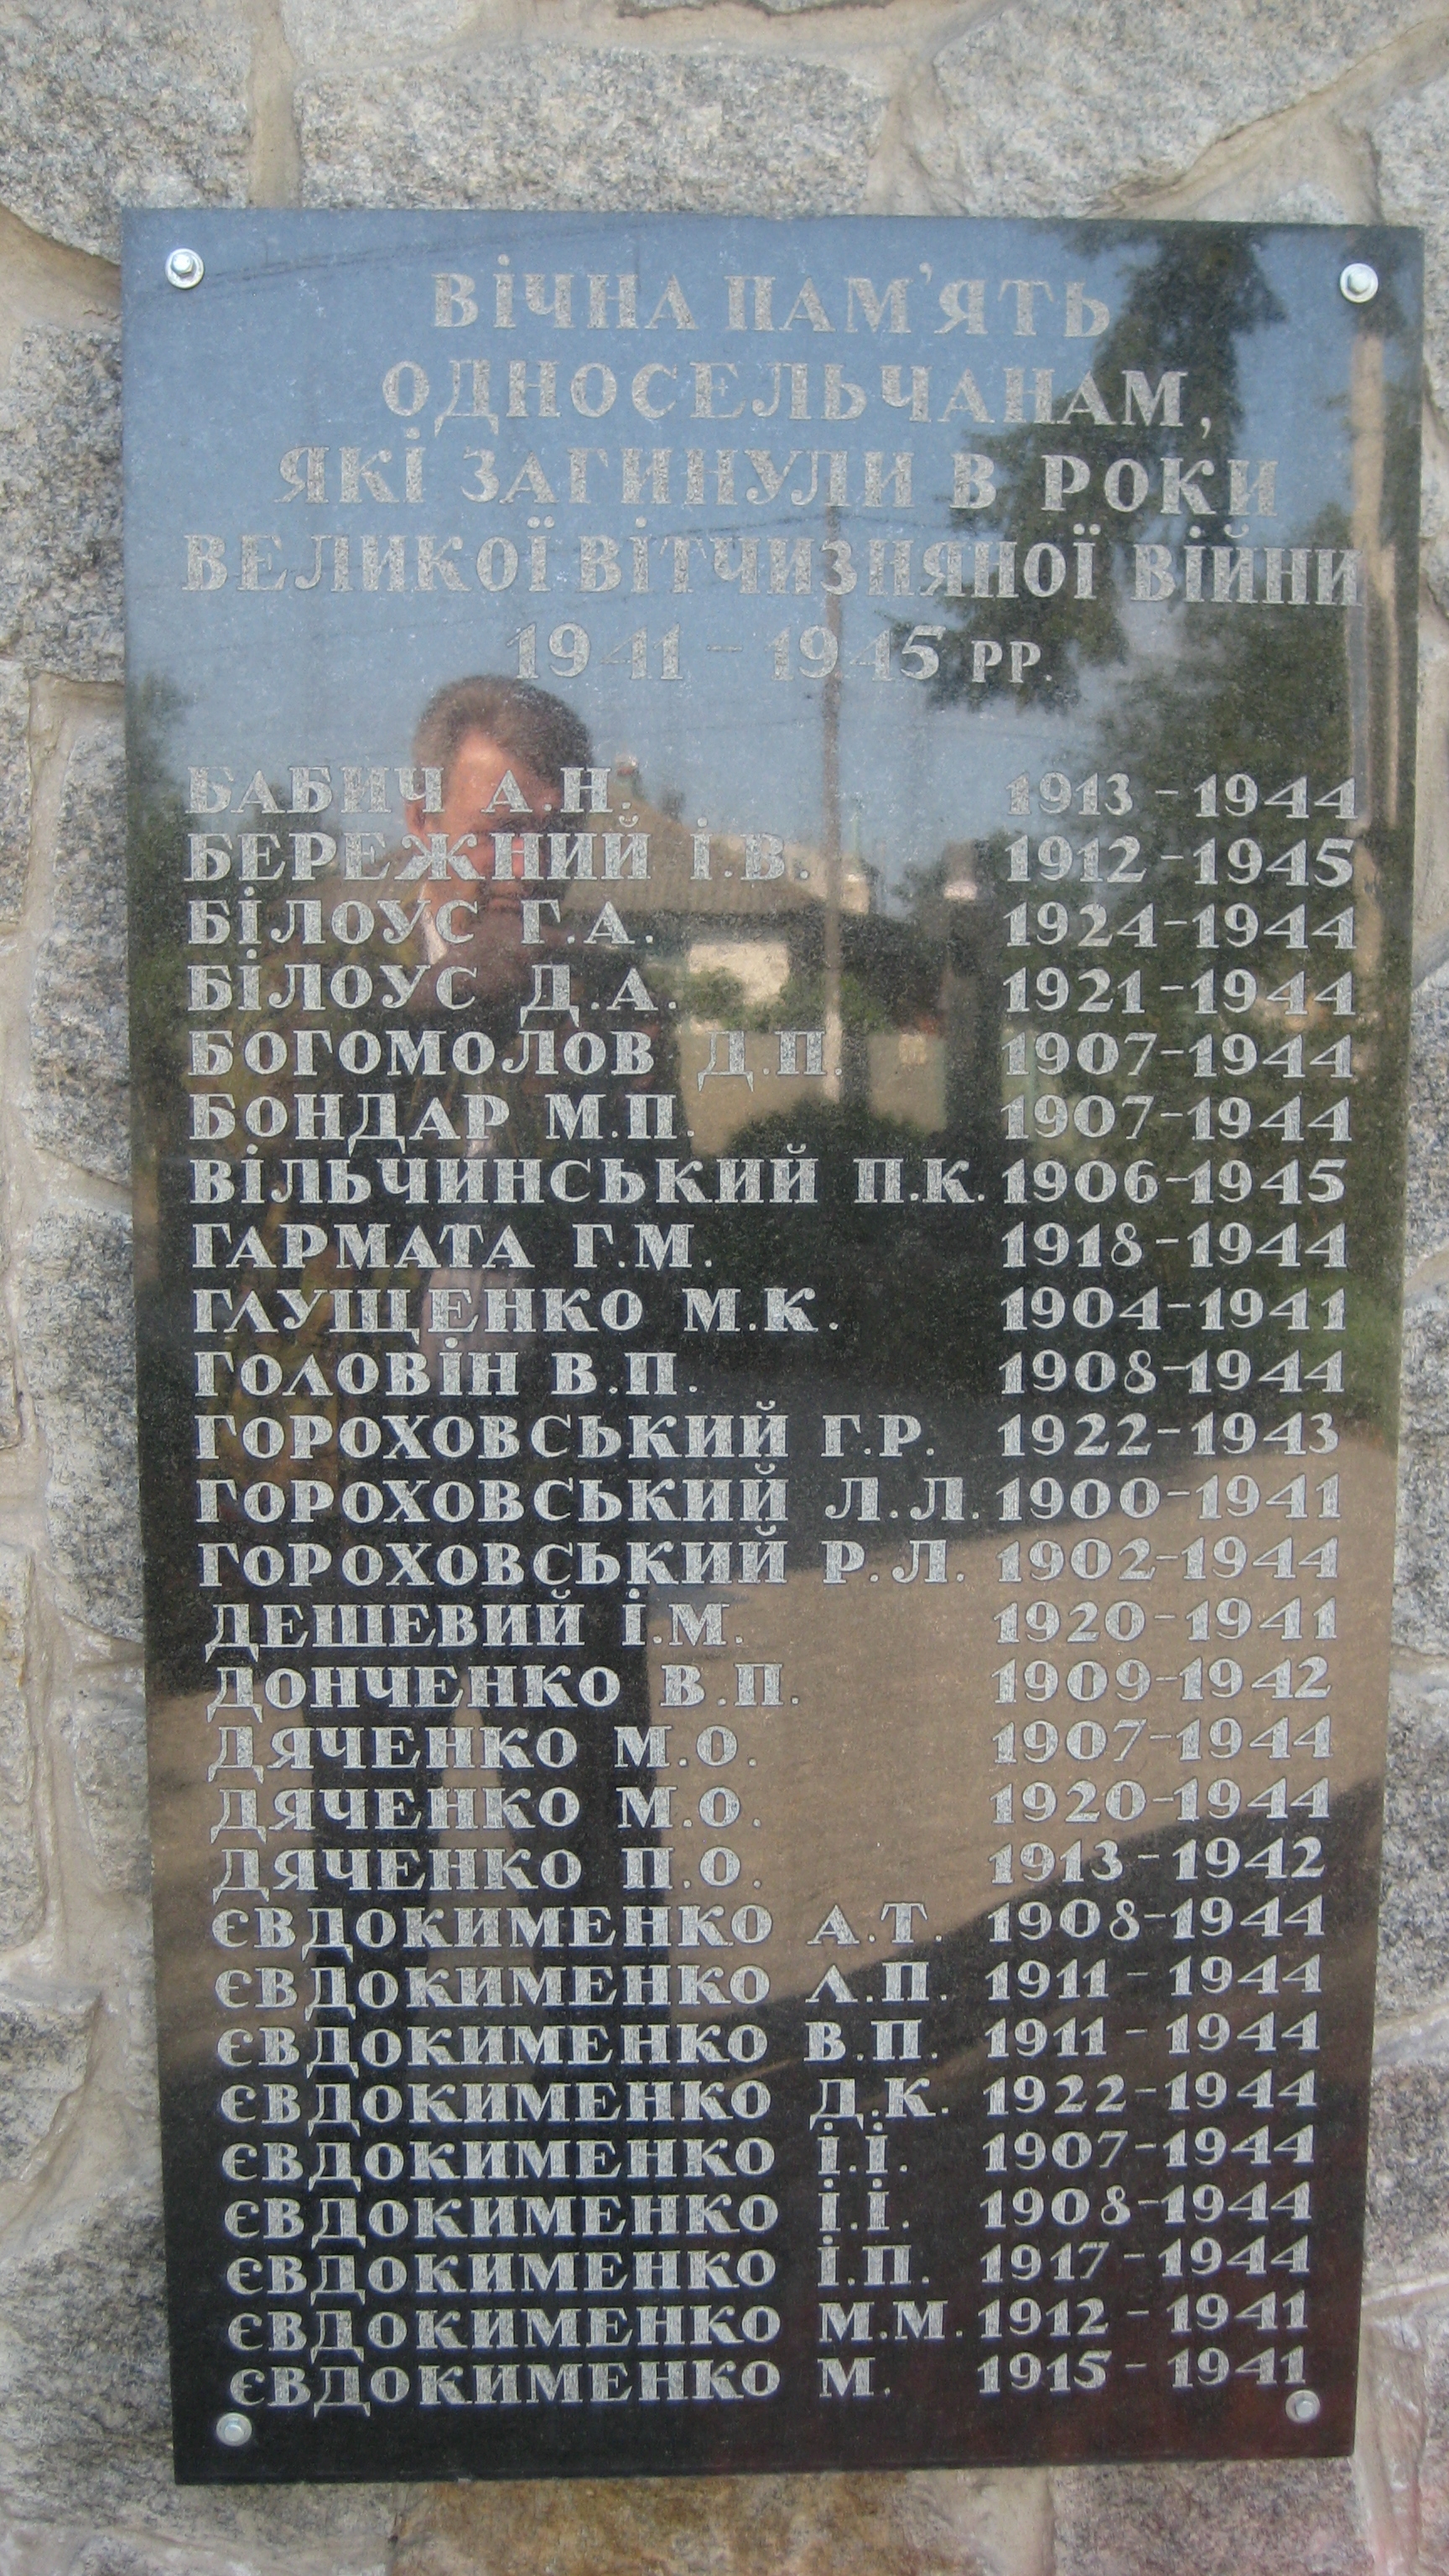 ВІЧНА ПАМ'ЯТЬ
ОДНОСЕЛЬЧАНАМ,
ЯКІ ЗАГИНУЛИ В РОКИ
ВЕЛИКОЇ ВІТЧИЗНЯНОЇ ВІЙНИ
1941 - 1945 РР.
БАБИЧ А.Н. 1913 - 1944
БЕРЕЖНИЙ І.В. 1912 - 1945
БІЛОУС Г.А. 1924 - 1944
БІЛОУС Д.А. 1921 - 1944
БОГОМОЛОВ Д.П. 1907 - 1944
БОНДАР М.П. 1907 - 1944
ВІЛЬЧИНСЬКИЙ П.К. 1906 - 1945
ГАРМАТА Г.М. 1918 - 1944
ГЛУЩЕНКО М.К. 1904 - 1941
ГОЛОВІН В.П. 1908 - 1944
ГОРОХОВСЬКИЙ Г.Р. 1922 - 1943
ГОРОХОВСЬКИЙ Л.Л. 1900 - 1941
ГОРОХОВСЬКИЙ Р.Л. 1902 - 1944
ДЕШЕВИЙ І.М. 1920 - 1941
ДОНЧЕНКО В.П. 1909 - 1942
ДЯЧЕНКО М.О. 1907 - 1944
ДЯЧЕНКО М.О. 1920 - 1944
ДЯЧЕНКО П.О. 1913 - 1942
ЄВДОКИМЕНКО А.Т. 1908 - 1944
ЄВДОКИМЕНКО Л.П. 1911 - 1944
ЄВДОКИМЕНКО В.П. 1911 - 1944
ЄВДОКИМЕНКО Д.К. 1922 - 1944
ЄВДОКИМЕНКО І.І. 1907 - 1944
ЄВДОКИМЕНКО І.І. 1908 - 1944
ЄВДОКИМЕНКО І.П. 1917 - 1944
ЄВДОКИМЕНКО М.М. 1912 - 1941
ЄВДОКИМЕНКО М. 1915 - 1941